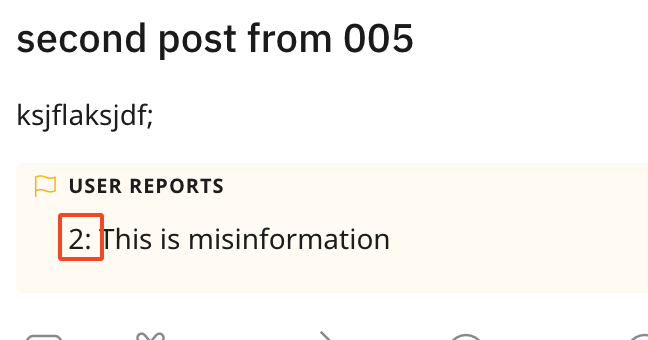 second post from 005
ksjflaksjdf;
USER REPORTS
2: This is misinformation